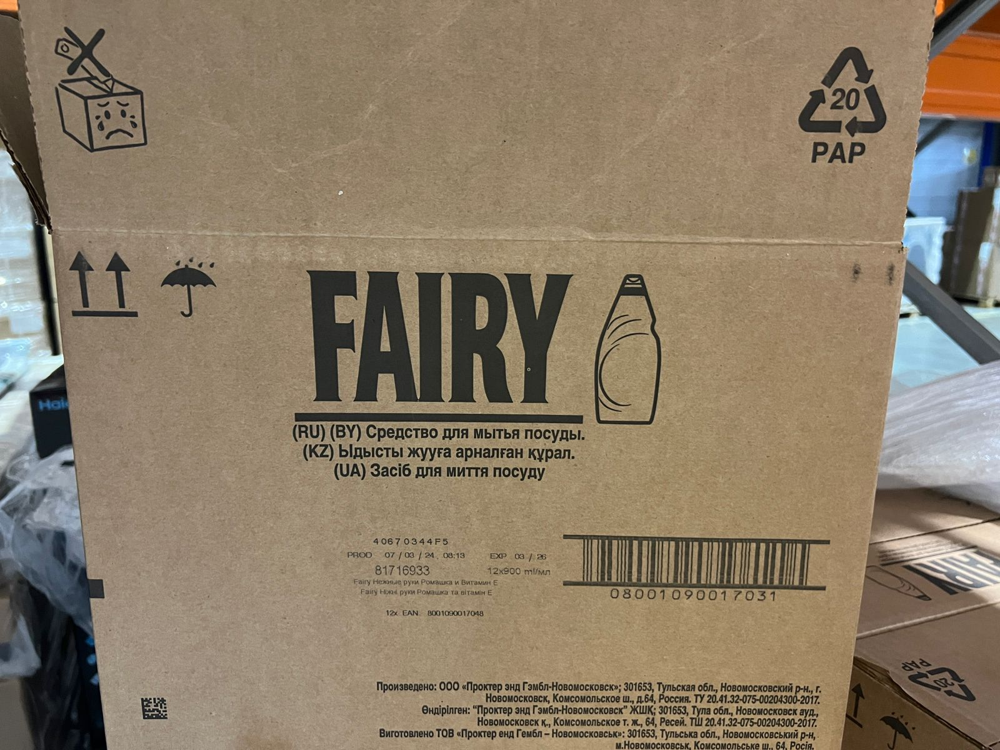 20
PAP
FAIRY
(RU) (BY) Средство для мытья посуды.
(KZ) Ыдысты жууға арналған құрал.
(UA) Засіб для миття посуду
40670344F5
PROD 07 / 03 / 24 08:13 EXP 03 / 26
81716933 12x900 ml/мл
Fairy Нежные руки Ромашка и Витамин E
Fairy Ніжні руки Ромашка та вітамін E
12x EAN 8001090017048
08001090017031
Произведено: ООО «Проктер энд Гэмбл-Новомосковск»; 301653, Тульская обл., Новомосковский р-н., г.
Новомосковск, Комсомольское ш., д.64, Россия. ТУ 20.41.32-075-00204300-2017.
Өндірілген: "Проктер энд Гэмбл-Новомосковск" ЖШҚ; 301653, Тула обл., Новомосковск ауд.,
Новомосковск қ., Комсомольское т. ж., 64, Ресей. ТШ 20.41.32-075-00204300-2017.
Виготовлено ТОВ «Проктер енд Гембл – Новомосковськ»: 301653, Тульська обл., Новомосковський р-н,
м.Новомосковськ, Комсомольське ш., 64, Росія.
20
PAP